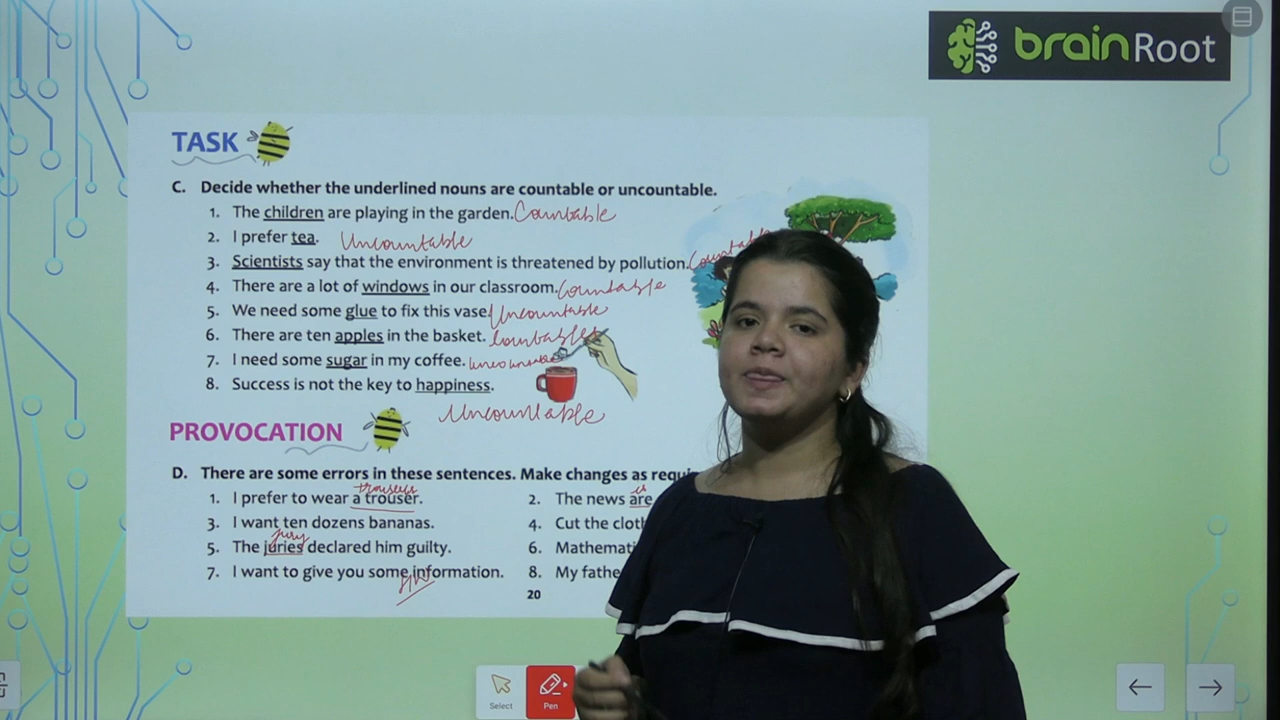 brainRoot
TASK
C. Decide whether the underlined nouns are countable or uncountable.
1. The children are playing in the garden. Countable
2. I prefer tea. Uncountable
3. Scientists say that the environment is threatened by pollution. Countable
4. There are a lot of windows in our classroom. Countable
5. We need some glue to fix this vase Uncountable
6. There are ten apples in the basket. Countable
7. I need some sugar in my coffee. Uncountable
8. Success is not the key to happiness.
Uncountable
PROVOCATION
D. There are some errors in these sentences. Make changes as requi
trousers
is
1. I prefer to wear a trouser. 2. The news are
3. I want ten dozens bananas. 4. Cut the clot
jury
5. The juries declared him guilty. 6. Mathemati
7. I want to give you some information. 8. My fathe
20
Select
Pen